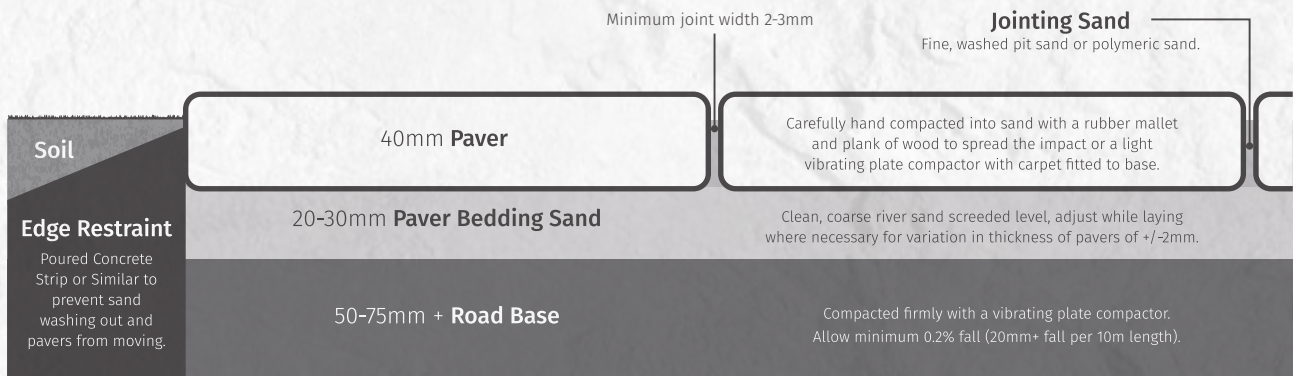 Minimum joint width 2-3mm
Jointing Sand
Fine, washed pit sand or polymeric sand.
Soil
40mm Paver
Carefully hand compacted into sand with a rubber mallet
and plank of wood to spread the impact or a light
vibrating plate compactor with carpet fitted to base.
Edge Restraint
Poured Concrete
Strip or Similar to
prevent sand
washing out and
pavers from moving.
20-30mm Paver Bedding Sand
Clean, coarse river sand screeded level, adjust while laying
where necessary for variation in thickness of pavers of +/-2mm.
50-75mm + Road Base
Compacted firmly with a vibrating plate compactor.
Allow minimum 0.2% fall (20mm+ fall per 10m length).